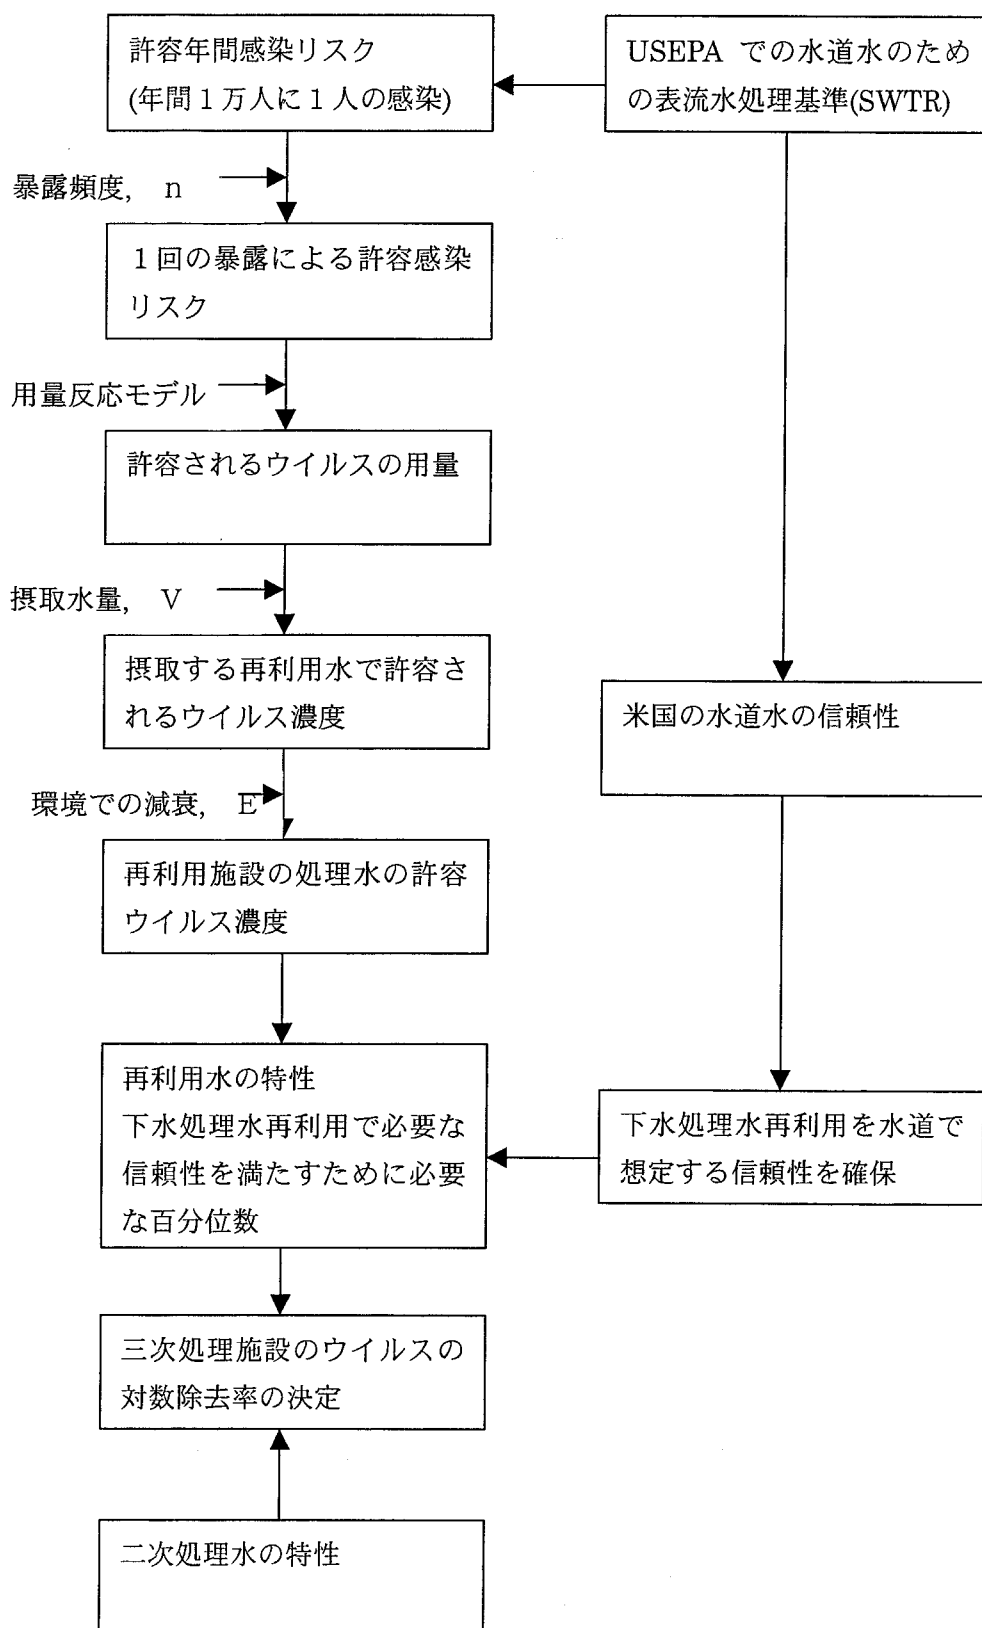 許容年間感染リスク
(年間1万人に1人の感染)
USEPA での水道水のため
の表流水処理基準(SWTR)
暴露頻度, n
1回の暴露による許容感染
リスク
用量反応モデル
許容されるウイルスの用量
摂取水量, V
摂取する再利用水で許容さ
れるウイルス濃度
米国の水道水の信頼性
環境での減衰, E
再利用施設の処理水の許容
ウイルス濃度
再利用水の特性
下水処理水再利用で必要な
信頼性を満たすために必要
な百分位数
下水処理水再利用を水道で
想定する信頼性を確保
三次処理施設のウイルスの
対数除去率の決定
二次処理水の特性